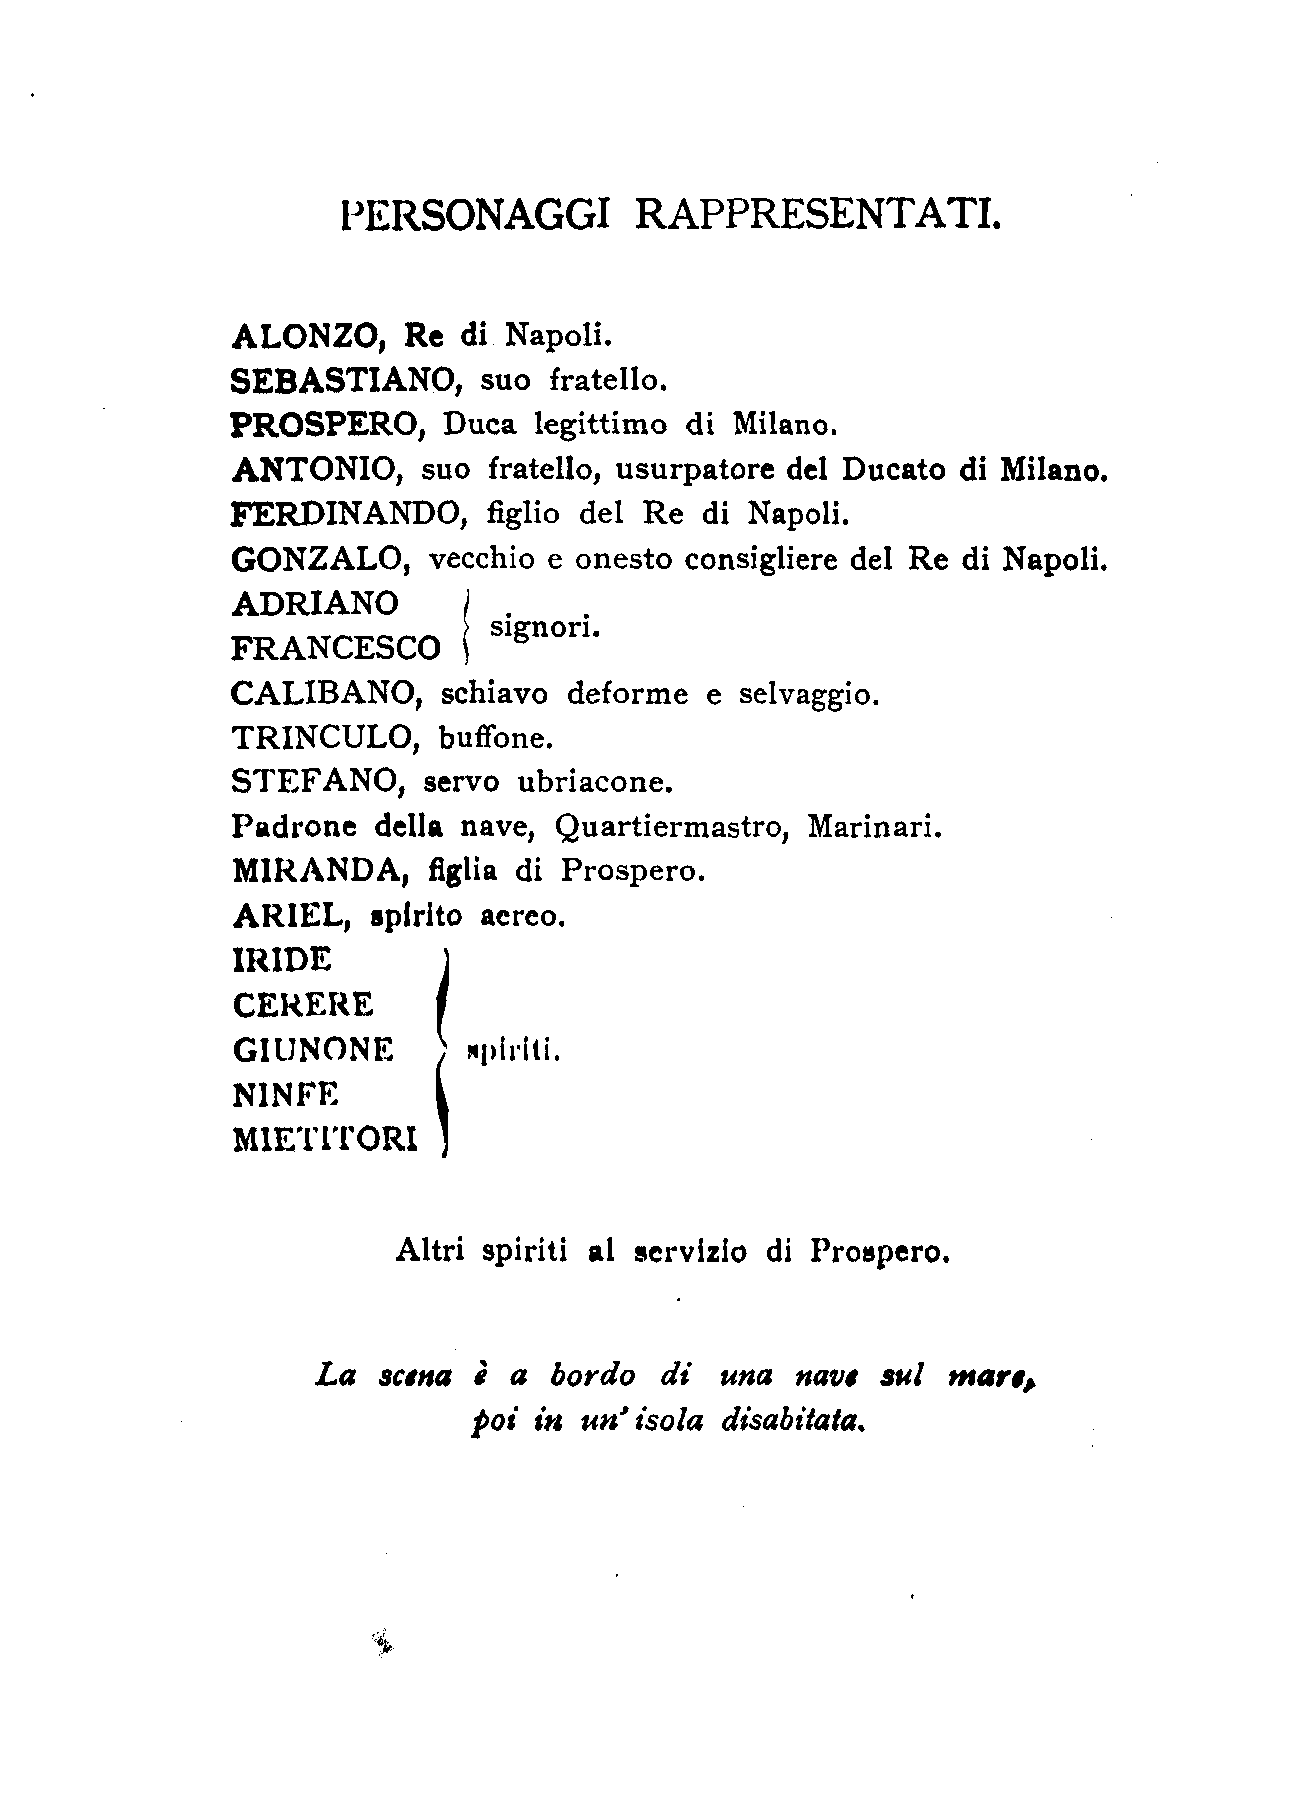 PERSONAGGI RAPPRESENTATI.
ALONZO, Re di Napoli.
SEBASTIANO, suo fratello.
PROSPERO, Duca legittimo di Milano.
ANTONIO, suo fratello, usurpatore del Ducato di Milano.
FERDINANDO, figlio del Re di Napoli.
GONZALO, vecchio e onesto consigliere del Re di Napoli.
ADRIANO
FRANCESCO
signori.
CALIBANO, schiavo deforme e selvaggio.
TRINCULO, buffone.
STEFANO, servo ubriacone.
Padrone della nave, Quartiermastro, Marinari.
MIRANDA, figlia di Prospero.
ARIEL, spirito aereo.
IRIDE
CERERE
GIUNONE
NINFE
MIETITORI
spiriti.
Altri spiriti al servizio di Prospero.
La scena è a bordo di una nave sul mare,
poi in un' isola disabitata.